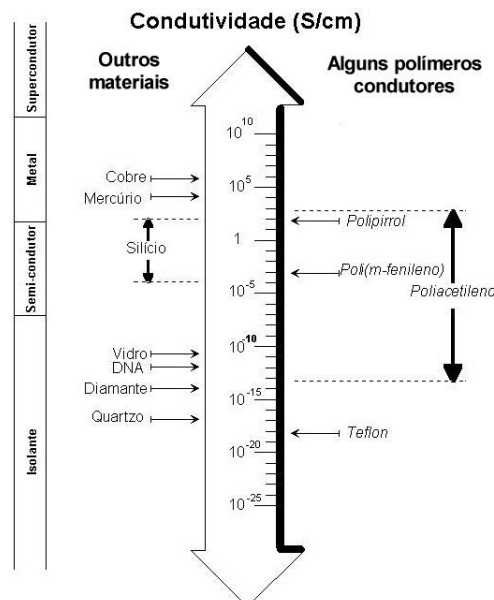 Condutividade (S/cm)
Outros
materiais
Alguns polímeros
condutores
Supercondutor
Metal
Semi-condutor
Isolante
Cobre
Mercúrio
Silício
Vidro
DNA
Diamante
Quartzo
10^10
10^5
1
10^-5
10^-10
10^-15
10^-20
10^-25
Polipirrol
Poli(m-fenileno)
Poliacetileno
Teflon